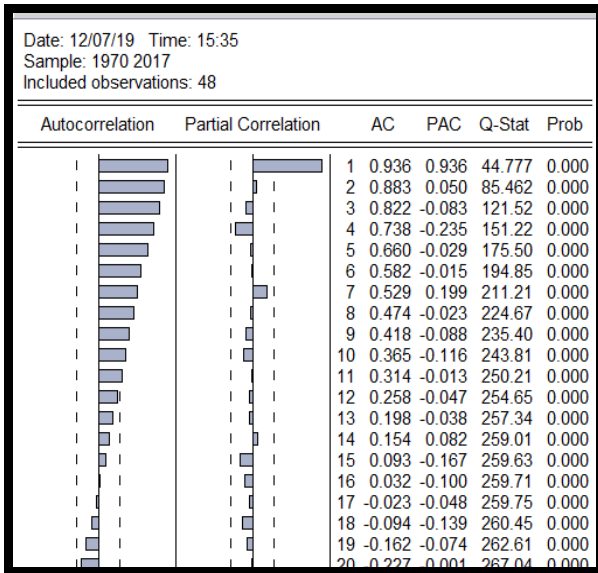 Date: 12/07/19 Time: 15:35
Sample: 1970 2017
Included observations: 48
Autocorrelation Partial Correlation AC PAC Q-Stat Prob
1 0.936 0.936 44.777 0.000
2 0.883 0.050 85.462 0.000
3 0.822 -0.083 121.52 0.000
4 0.738 -0.235 151.22 0.000
5 0.660 -0.029 175.50 0.000
6 0.582 -0.015 194.85 0.000
7 0.529 0.199 211.21 0.000
8 0.474 -0.023 224.67 0.000
9 0.418 -0.088 235.40 0.000
10 0.365 -0.116 243.81 0.000
11 0.314 -0.013 250.21 0.000
12 0.258 -0.047 254.65 0.000
13 0.198 -0.038 257.34 0.000
14 0.154 0.082 259.01 0.000
15 0.093 -0.167 259.63 0.000
16 0.032 -0.100 259.71 0.000
17 -0.023 -0.048 259.75 0.000
18 -0.094 -0.139 260.45 0.000
19 -0.162 -0.074 262.61 0.000
20 -0.227 0.001 267.04 0.000